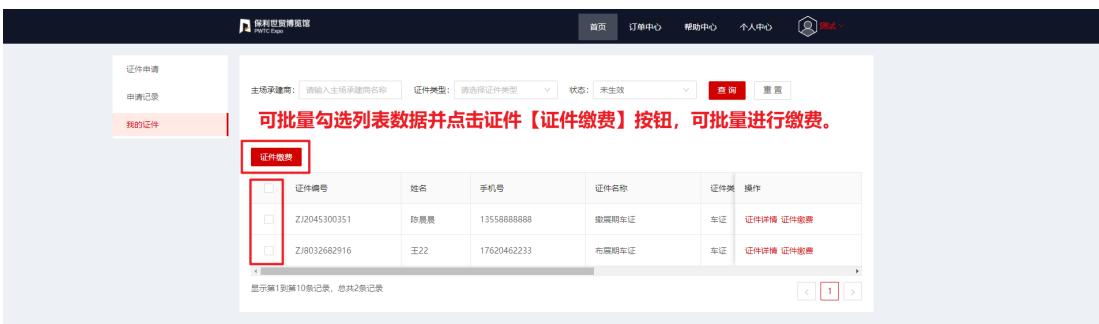 保利世贸博览馆
PWTC Expo
首页 订单中心 帮助中心 个人中心 测试
证件申请
申请记录
我的证件
主场承建商: 请输入主场承建商名称 证件类型: 请选择证件类型 状态: 未生效 查询 重置
可批量勾选列表数据并点击证件【证件缴费】按钮,可批量进行缴费。
证件缴费
证件编号 姓名 手机号 证件名称 证件类 操作
ZJ2045300351 陈晨晨 13558888888 撤展期车证 车证 证件详情 证件缴费
ZJ8032682916 王22 17620462233 布展期车证 车证 证件详情 证件缴费
显示第1到第10条记录,总共2条记录
< 1 >